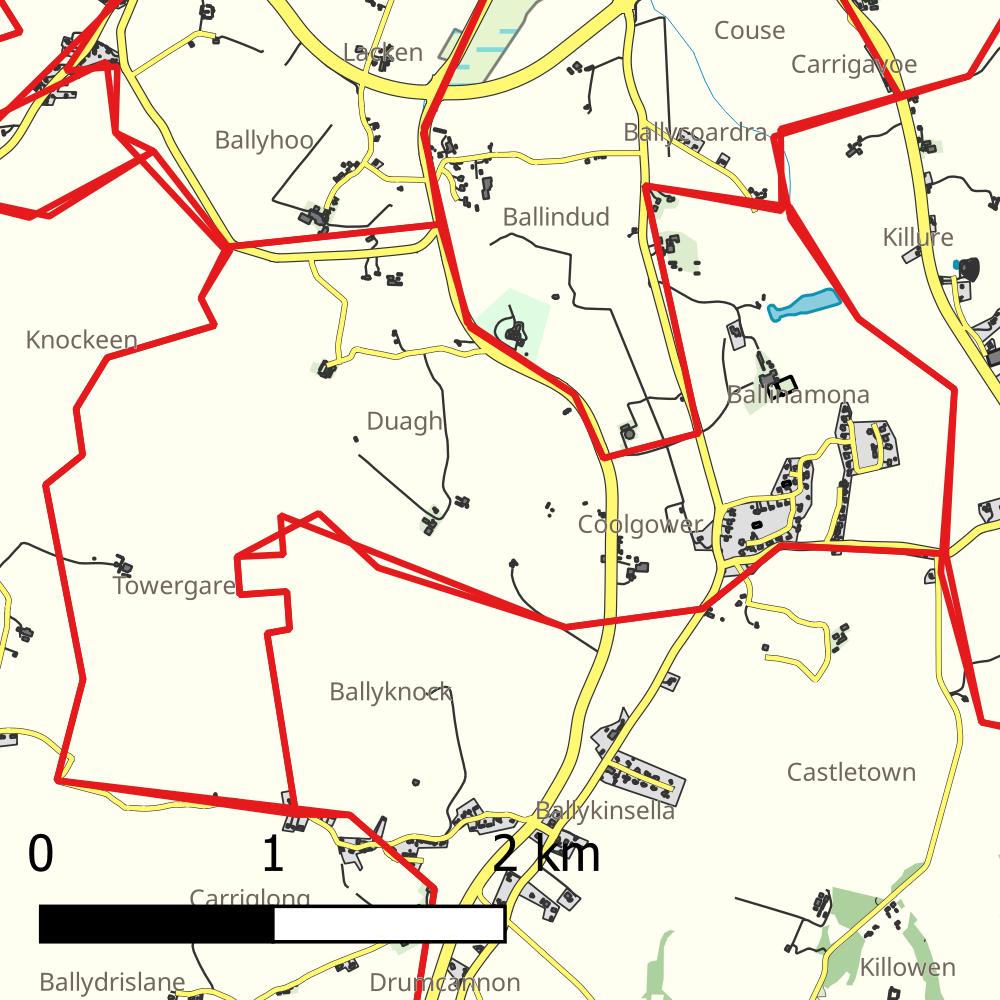 Couse
Lacken
Carrigavoe
Ballycoardra
Ballyhoo
Ballindud
Killure
Knockeen
Ballinamona
Duagh
Coolgower
Towergare
Ballyknock
Castletown
Ballykinsella
0 1 2 km
Carriglong
Killowen
Ballydrislane
Drumcannon